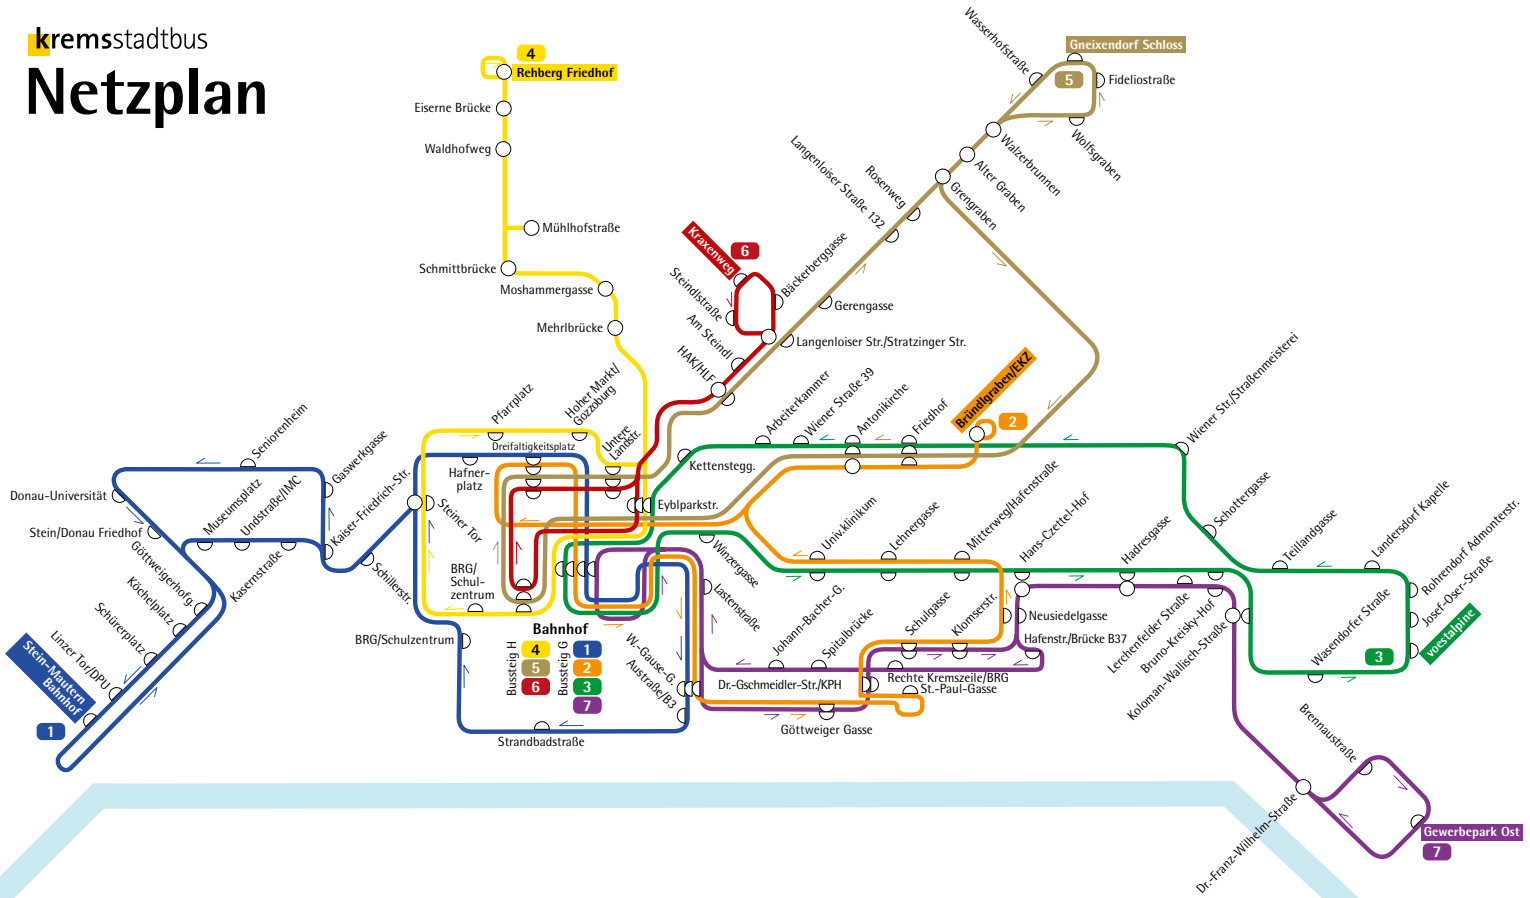 kremsstadtbus
Netzplan
4
Rehberg Friedhof
Eiserne Brücke
Waldhofweg
Mühlhofstraße
Schmittbrücke
Moshammergasse
Mehrlbrücke
Wasserhofstraße
Gneixendorf Schloss
5
Fideliostraße
Wolfsgraben
Walzerbrunnen
Alter Graben
Grengraben
Rosenweg
Langenloiser Straße 132
Kraxenweg
6
Steindlstraße
Bäckerberggasse
Gerengasse
Am Steindl
Langenloiser Str./Stratzinger Str.
HAK/HLF
Pfarrplatz
Hoher Markt/
Gozzoburg
Dreifaltigkeitsplatz
Untere
Landstr.
Hafner-
platz
Kettenstegg.
Eyblparkstr.
Arbeiterkammer
Wiener Straße 39
Antonikirche
Friedhof
Bründlgraben/EKZ
2
Wiener Str./Straßenmeisterei
Seniorenheim
Gaswerkgasse
Donau-Universität
Stein/Donau Friedhof
Museumsplatz
Undstraße/IMC
Kaiser-Friedrich-Str.
Steiner Tor
Göttweigerhofg.
Köchelplatz
Schürerplatz
Linzer Tor/DPU
Kasernstraße
Schillerstr.
Stein-Mautern
Bahnhof
1
BRG/
Schul-
zentrum
BRG/Schulzentrum
Bahnhof
Bussteig H
4
5
6
Bussteig G
1
2
3
7
Strandbadstraße
W.-Gause-G.
Austraße/B3
Winzergasse
Lastenstraße
Univ.klinikum
Lehnergasse
Mitterweg/Hafenstraße
Hans-Czettel-Hof
Hadresgasse
Schottergasse
Teillandgasse
Landersdorf Kapelle
Rohrendorf Admonterstr.
Josef-Oser-Straße
voestalpine
3
Wasendorfer Straße
Johann-Bacher-G.
Spitalbrücke
Schulgasse
Klomserstr.
Neusiedelgasse
Hafenstr./Brücke B37
Lerchenfelder Straße
Bruno-Kreisky-Hof
Koloman-Wallisch-Straße
Dr.-Gschmeidler-Str./KPH
Rechte Kremszeile/BRG
St.-Paul-Gasse
Göttweiger Gasse
Brennaustraße
Dr.-Franz-Wilhelm-Straße
Gewerbepark Ost
7